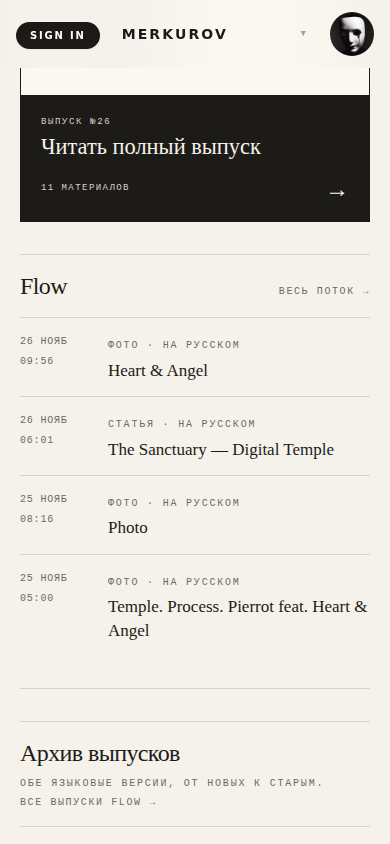 SIGN IN
MERKUROV
▼
ВЫПУСК №26
Читать полный выпуск
11 МАТЕРИАЛОВ
→
Flow
ВЕСЬ ПОТОК →
26 НОЯБ
09:56
ФОТО · НА РУССКОМ
Heart & Angel
26 НОЯБ
06:01
СТАТЬЯ · НА РУССКОМ
The Sanctuary — Digital Temple
25 НОЯБ
08:16
ФОТО · НА РУССКОМ
Photo
25 НОЯБ
05:00
ФОТО · НА РУССКОМ
Temple. Process. Pierrot feat. Heart &
Angel
Архив выпусков
ОБЕ ЯЗЫКОВЫЕ ВЕРСИИ, ОТ НОВЫХ К СТАРЫМ.
ВСЕ ВЫПУСКИ FLOW →